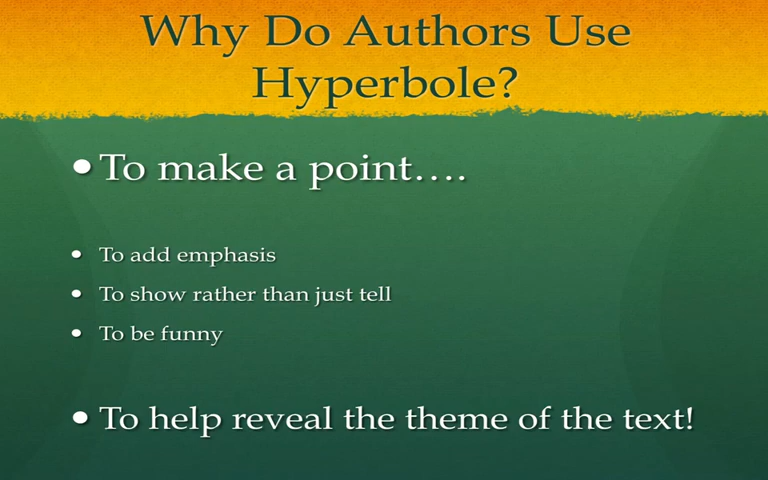 Why Do Authors Use
Hyperbole?
• To make a point….
• To add emphasis
• To show rather than just tell
• To be funny
• To help reveal the theme of the text!